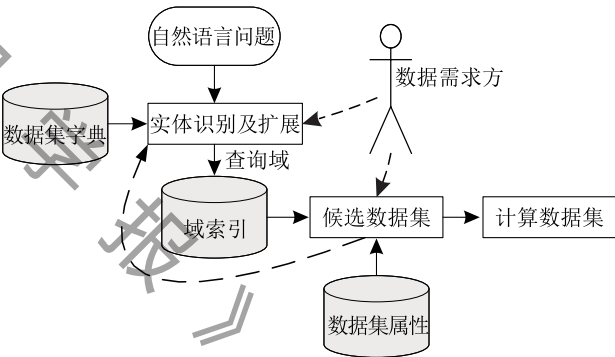 自然语言问题
数据需求方
数据集字典
实体识别及扩展
查询域
域索引
候选数据集
计算数据集
数据集属性
学报》